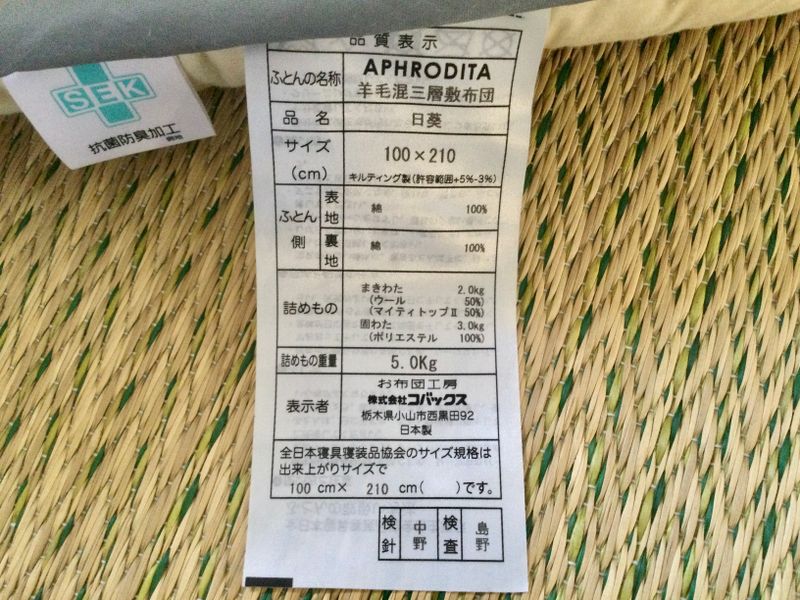 SEK
抗菌防臭加工
品質表示
ふとんの名称 APHRODITA
羊毛混三層敷布団
品名 日葵
サイズ(cm) 100×210
キルティング製(許容範囲+5%-3%)
ふとん側 表地 綿 100%
裏地 綿 100%
詰めもの まきわた 2.0kg
(ウール 50%)
(マイティトップⅡ 50%)
固わた 3.0kg
(ポリエステル 100%)
詰めもの重量 5.0Kg
表示者 お布団工房
株式会社コバックス
栃木県小山市西黒田92
日本製
全日本寝具寝装品協会のサイズ規格は
出来上がりサイズで
100 cm× 210 cm( )です。
検針 中野 検査 島野